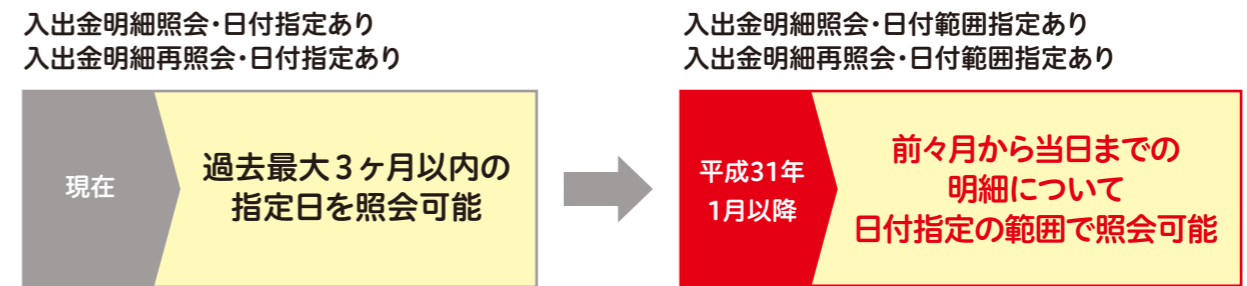 入出金明細照会・日付指定あり
入出金明細再照会・日付指定あり
現在
過去最大3ヶ月以内の
指定日を照会可能
入出金明細照会・日付範囲指定あり
入出金明細再照会・日付範囲指定あり
平成31年
1月以降
前々月から当日までの
明細について
日付指定の範囲で照会可能